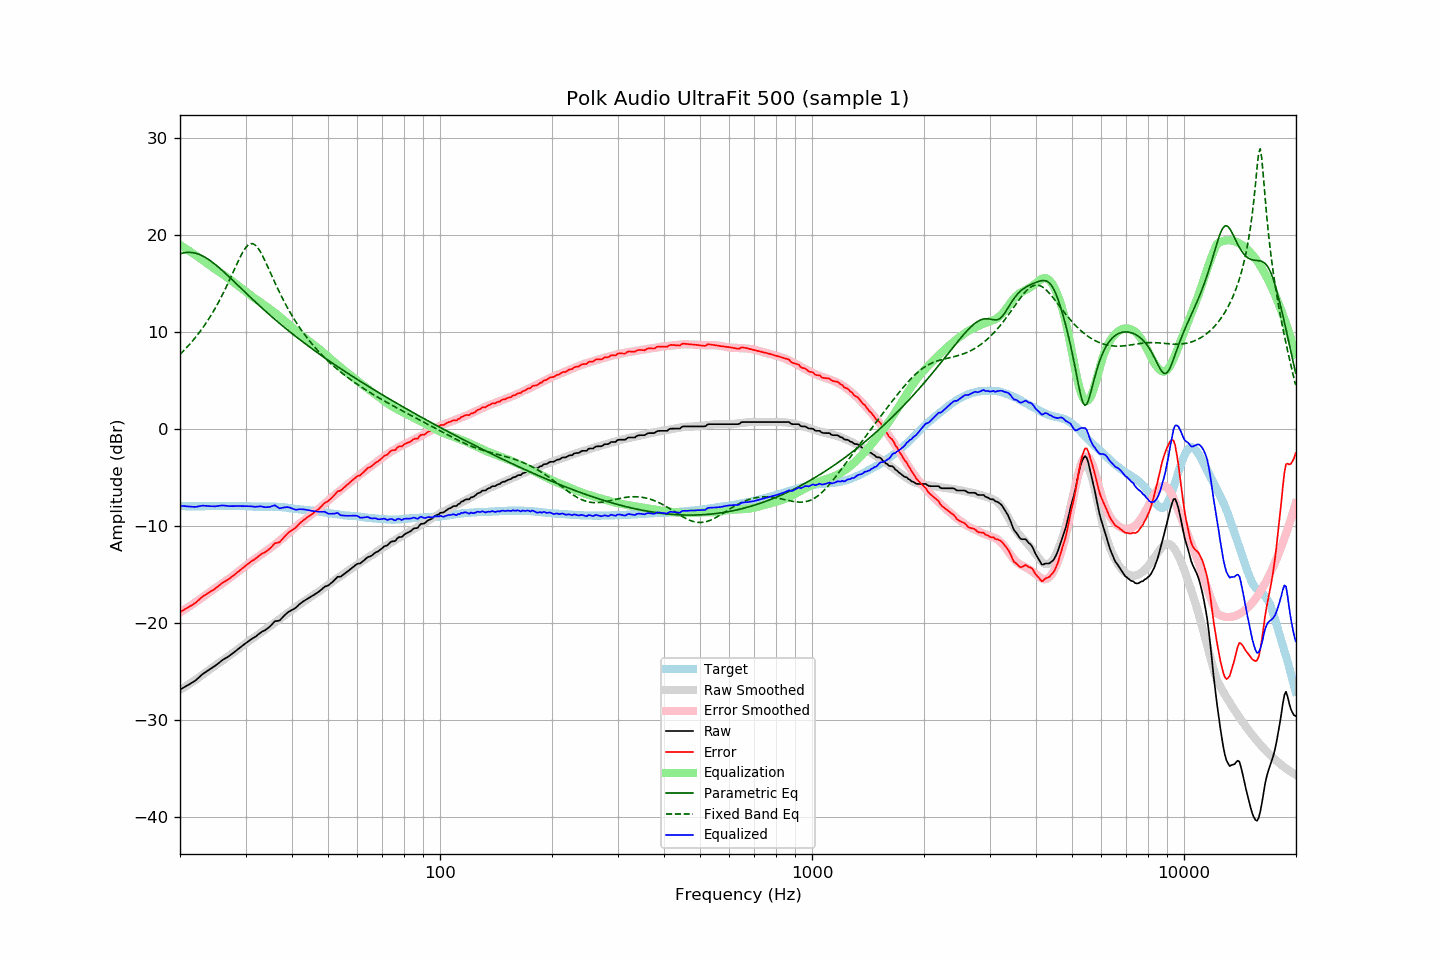 Polk Audio UltraFit 500 (sample 1)
30
20
10
0
−10
−20
−30
−40
Amplitude (dBr)
Target
Raw Smoothed
Error Smoothed
Raw
Error
Equalization
Parametric Eq
Fixed Band Eq
Equalized
100
1000
10000
Frequency (Hz)